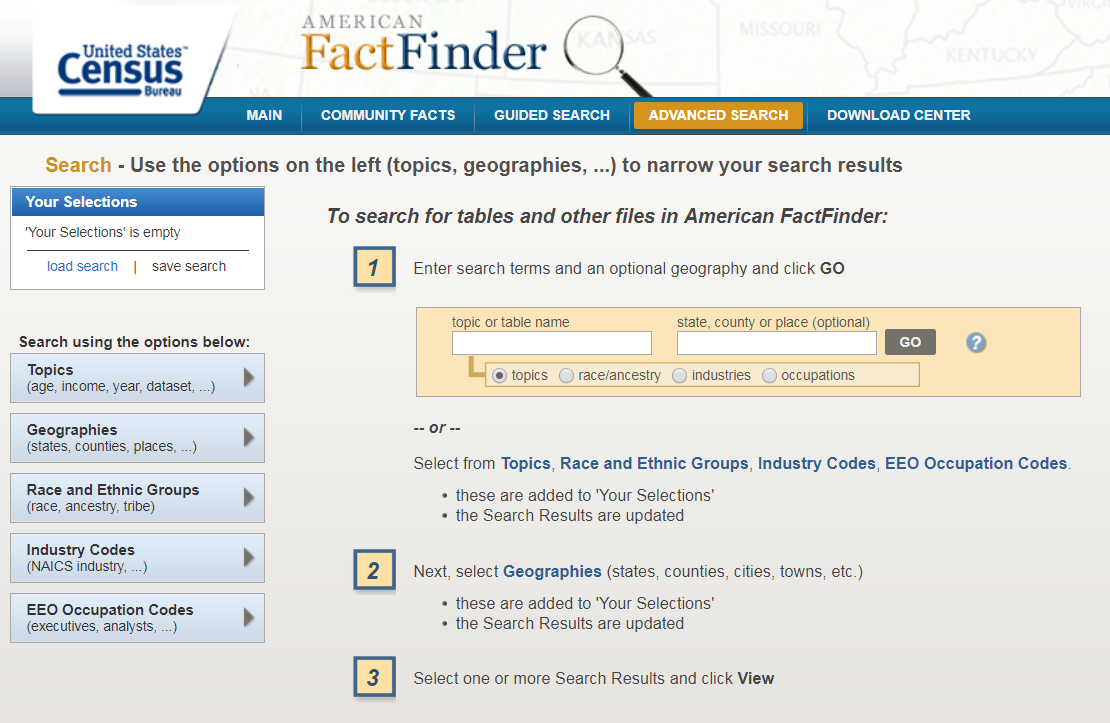 United States™
Census
Bureau
AMERICAN
FactFinder
KANSAS
MISSOURI
KENTUCKY
MAIN
COMMUNITY FACTS
GUIDED SEARCH
ADVANCED SEARCH
DOWNLOAD CENTER
Search - Use the options on the left (topics, geographies, ...) to narrow your search results
Your Selections
'Your Selections' is empty
load search | save search
Search using the options below:
Topics
(age, income, year, dataset, ...)
Geographies
(states, counties, places, ...)
Race and Ethnic Groups
(race, ancestry, tribe)
Industry Codes
(NAICS industry, ...)
EEO Occupation Codes
(executives, analysts, ...)
To search for tables and other files in American FactFinder:
1 Enter search terms and an optional geography and click GO
topic or table name
state, county or place (optional)
GO
?
topics race/ancestry industries occupations
-- or --
Select from Topics, Race and Ethnic Groups, Industry Codes, EEO Occupation Codes.
• these are added to 'Your Selections'
• the Search Results are updated
2 Next, select Geographies (states, counties, cities, towns, etc.)
• these are added to 'Your Selections'
• the Search Results are updated
3 Select one or more Search Results and click View